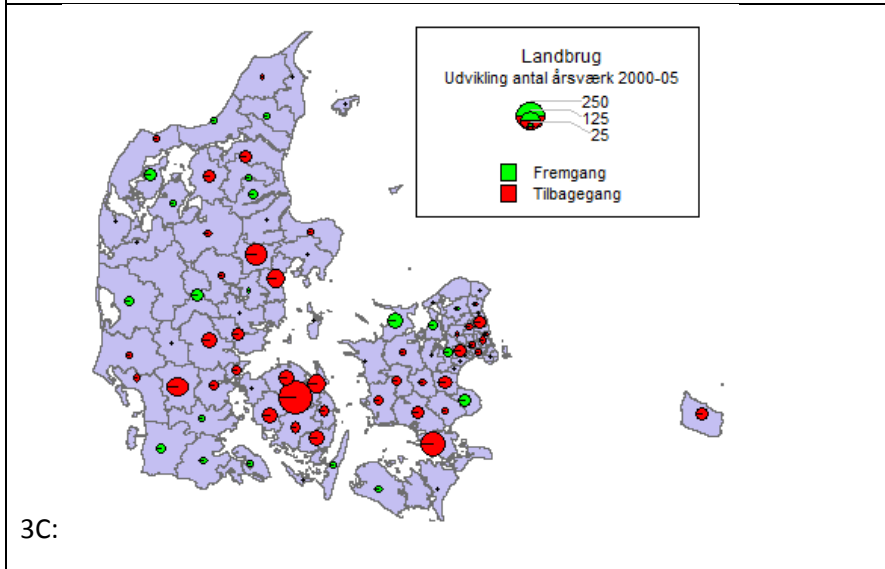 Landbrug
Udvikling antal årsværk 2000-05
250
125
25
Fremgang
Tilbagegang
3C: